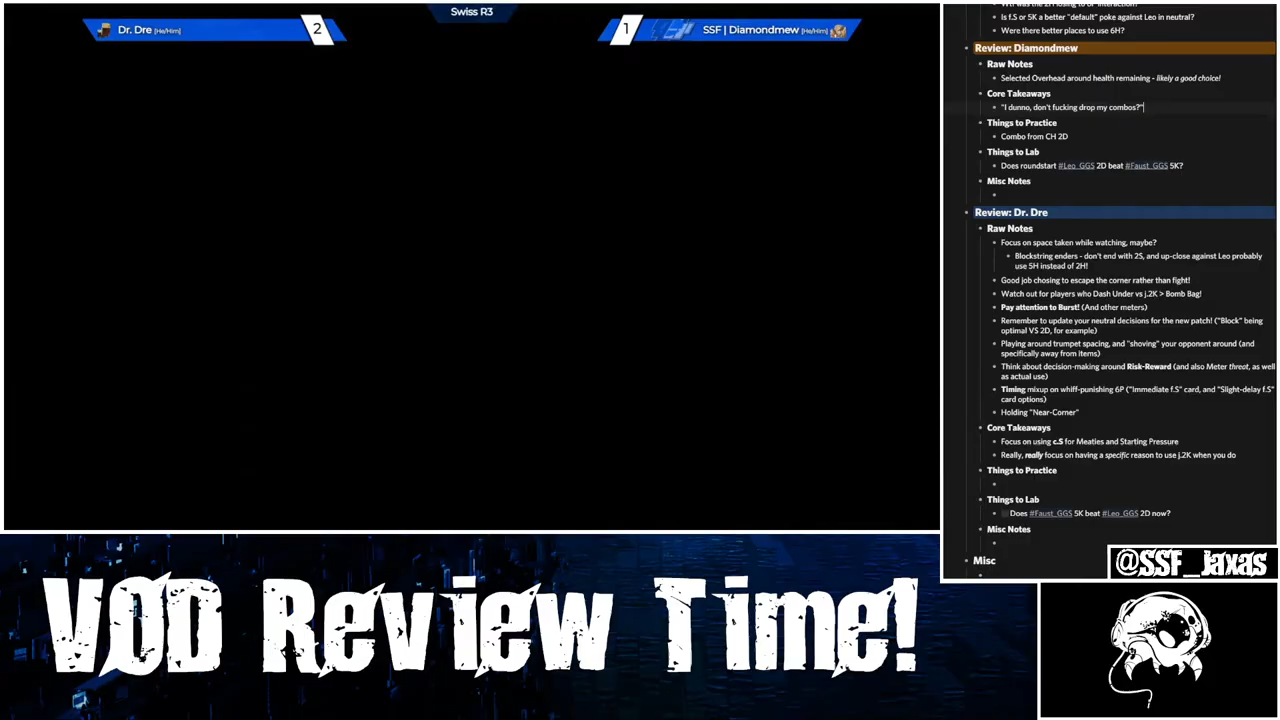 Swiss R3
Dr. Dre [He/Him]
2
1
SSF | Diamondmew [He/Him]
Is f.S or 5K a better "default" poke against Leo in neutral?
Were there better places to use 6H?
Review: Diamondmew
Raw Notes
Selected Overhead around health remaining - likely a good choice!
Core Takeaways
"I dunno, don't fucking drop my combos?"
Things to Practice
Combo from CH 2D
Things to Lab
Does roundstart #Leo_GGS 2D beat #Faust_GGS 5K?
Misc Notes
Review: Dr. Dre
Raw Notes
Focus on space taken while watching, maybe?
Blockstring enders - don't end with 2S, and up-close against Leo probably
use 5H instead of 2H!
Good job chosing to escape the corner rather than fight!
Watch out for players who Dash Under vs j.2K > Bomb Bag!
Pay attention to Burst! (And other meters)
Remember to update your neutral decisions for the new patch! ("Block" being
optimal VS 2D, for example)
Playing around trumpet spacing, and "shoving" your opponent around (and
specifically away from items)
Think about decision-making around Risk-Reward (and also Meter threat, as well
as actual use)
Timing mixup on whiff-punishing 6P ("Immediate f.S" card, and "Slight-delay f.S"
card options)
Holding "Near-Corner"
Core Takeaways
Focus on using c.S for Meaties and Starting Pressure
Really, really focus on having a specific reason to use j.2K when you do
Things to Practice
Things to Lab
Does #Faust_GGS 5K beat #Leo_GGS 2D now?
Misc Notes
Misc
@SSF_Jaxas
VOD Review Time!